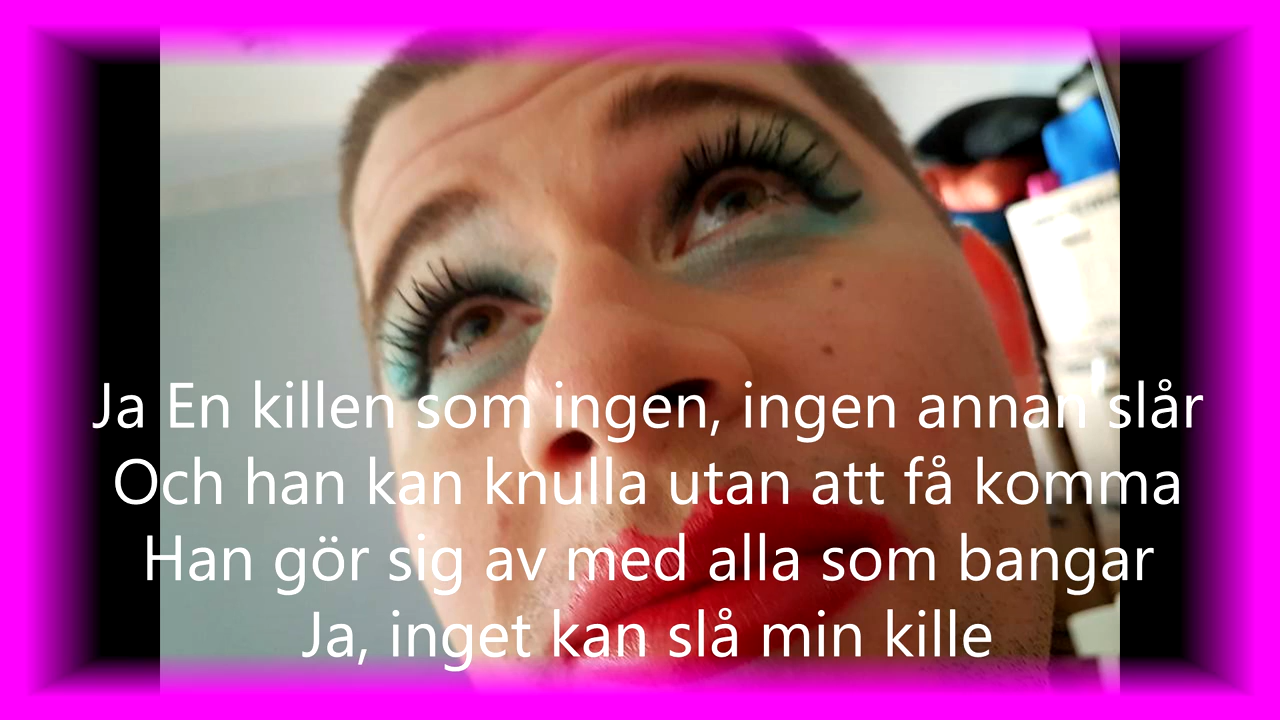 Ja En killen som ingen, ingen annan slår
Och han kan knulla utan att få komma
Han gör sig av med alla som bangar
Ja, inget kan slå min kille